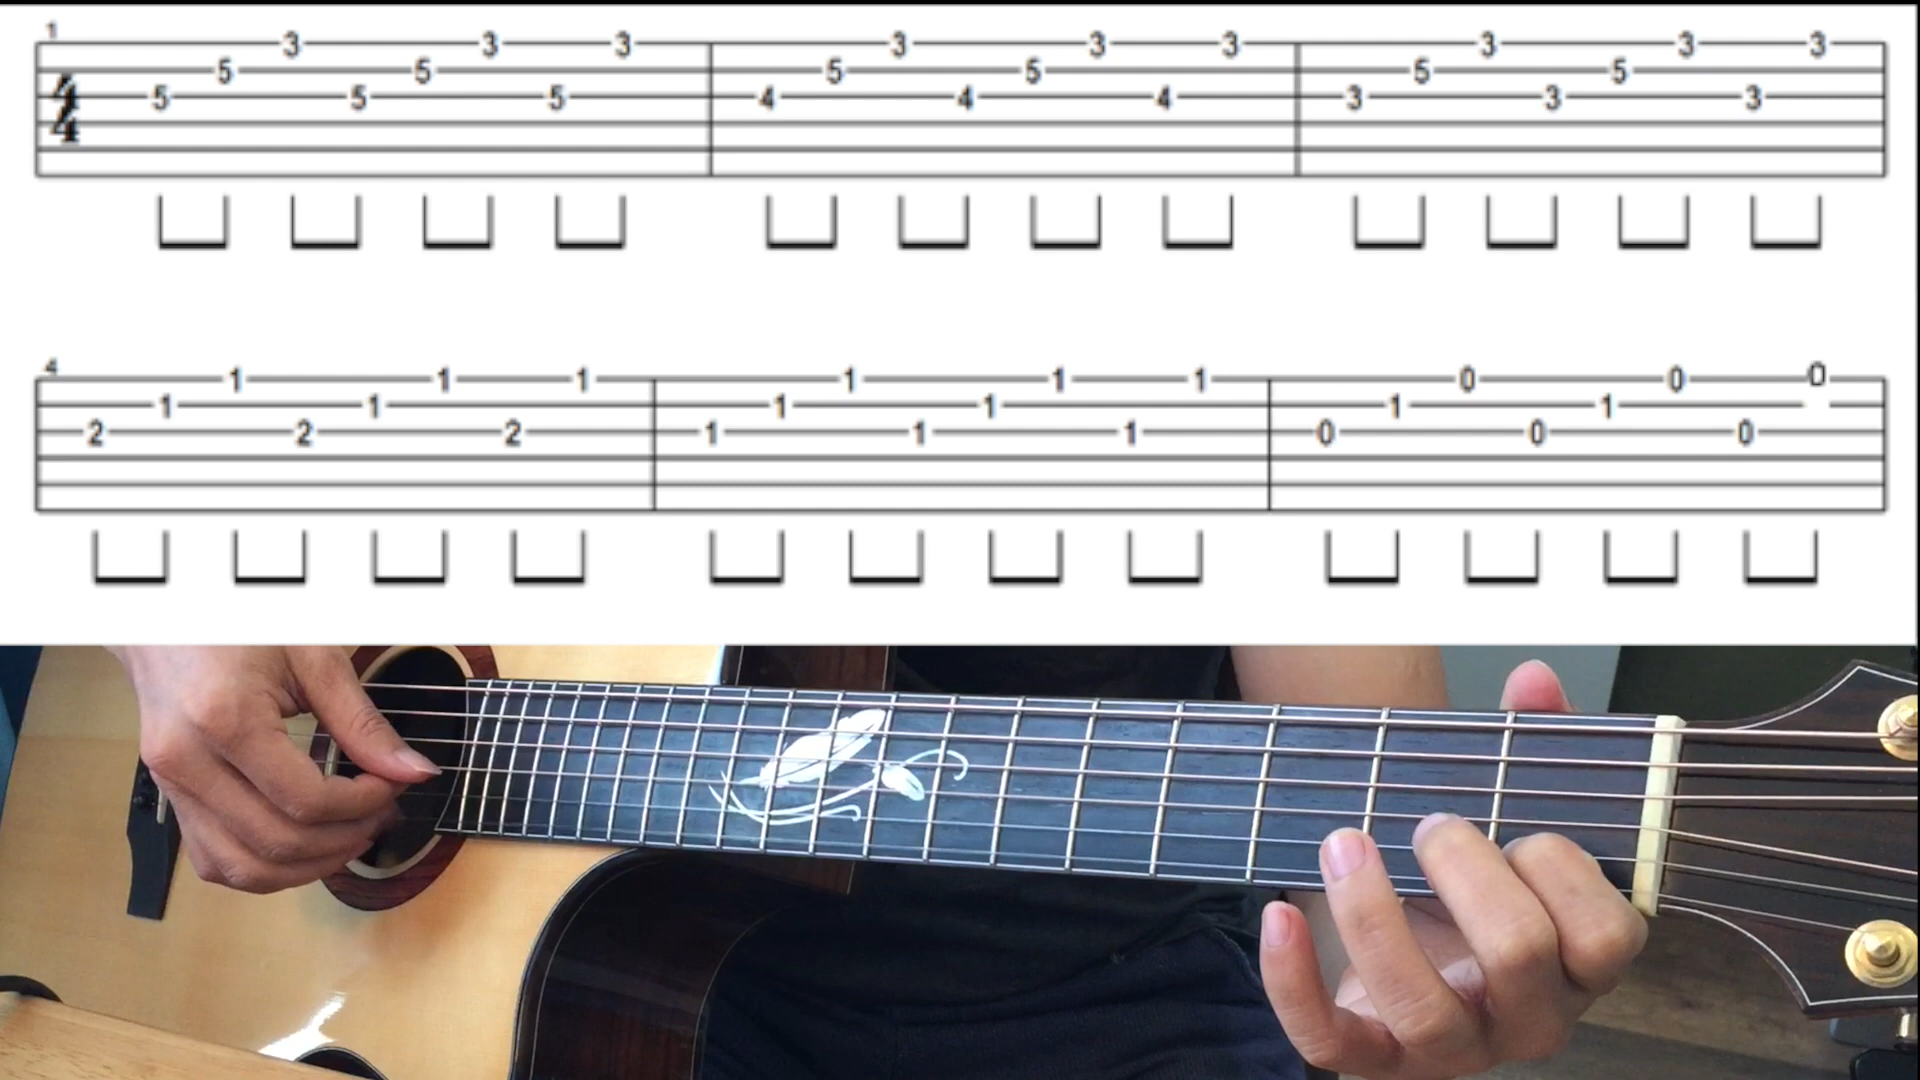 1
3 3 3 3 3 3 3 3 3
5 5 5 5 5 5
4
4
5 5 5 4 4 4 3 3 3
4
1 1 1 1 1 1 0 0 0
1 1 1 1 1 1
2 2 2 1 1 1 0 0 0